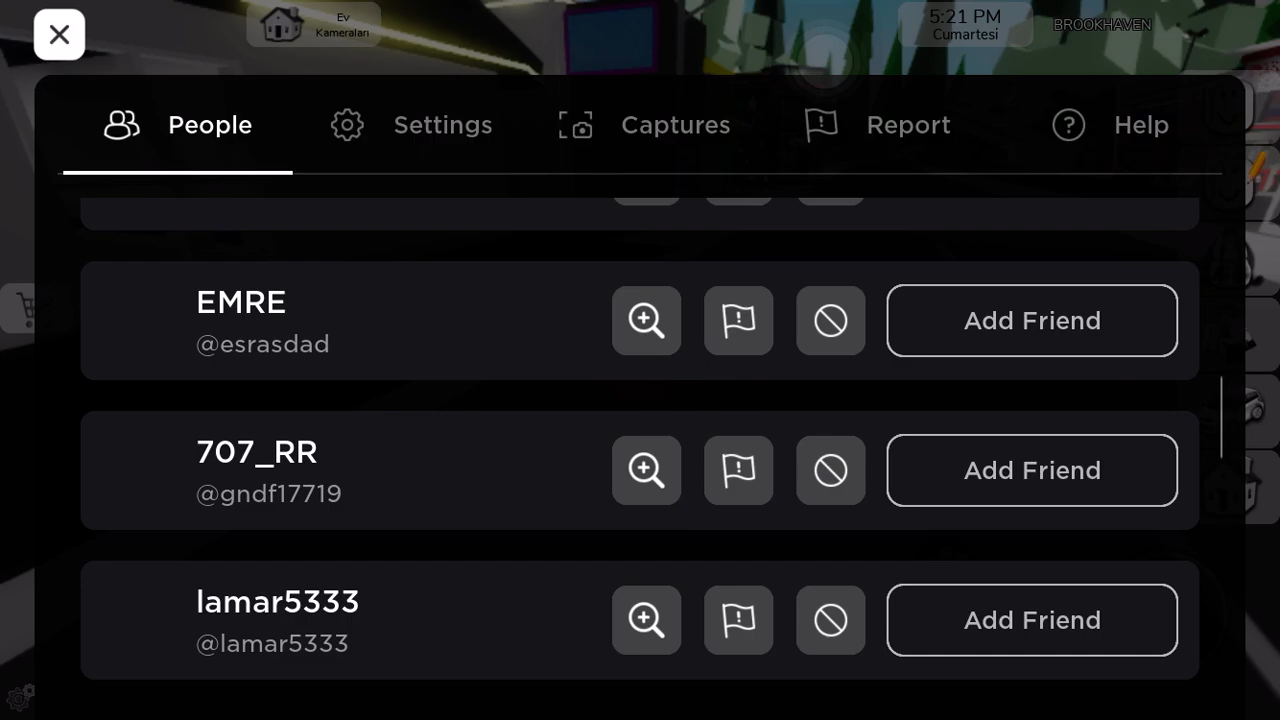 Ev
Kameraları
5:21 PM
Cumartesi
BROOKHAVEN
People
Settings
Captures
Report
Help
EMRE
@esrasdad
Add Friend
707_RR
@gndf17719
Add Friend
lamar5333
@lamar5333
Add Friend